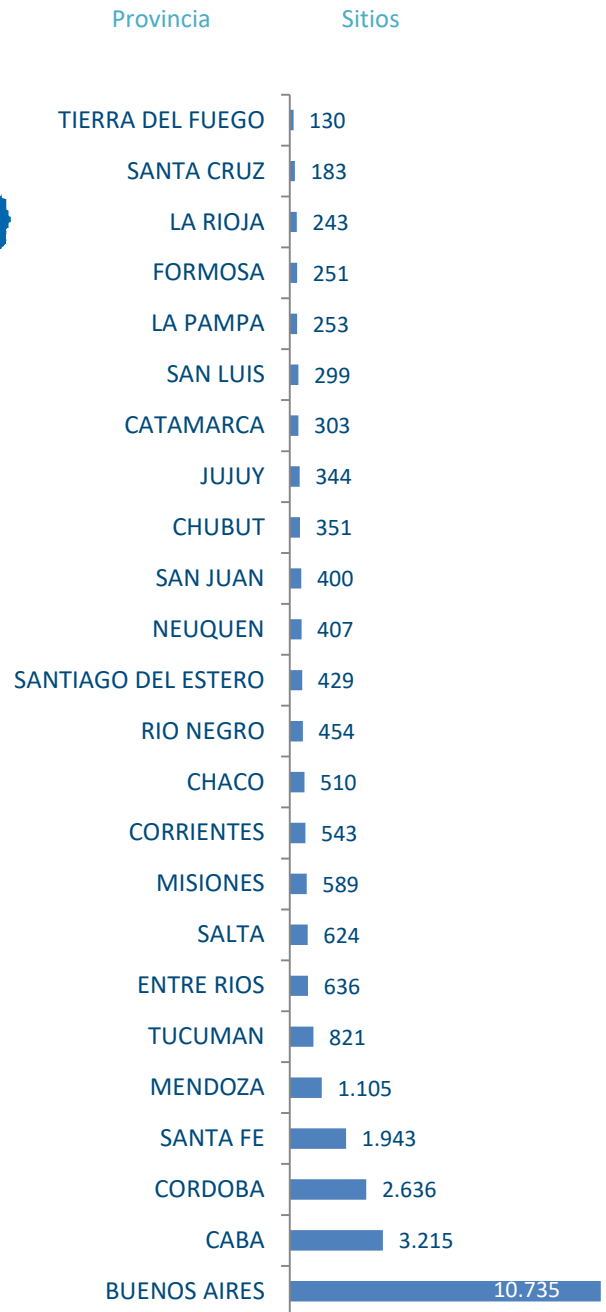 Provincia Sitios
TIERRA DEL FUEGO 130
SANTA CRUZ 183
LA RIOJA 243
FORMOSA 251
LA PAMPA 253
SAN LUIS 299
CATAMARCA 303
JUJUY 344
CHUBUT 351
SAN JUAN 400
NEUQUEN 407
SANTIAGO DEL ESTERO 429
RIO NEGRO 454
CHACO 510
CORRIENTES 543
MISIONES 589
SALTA 624
ENTRE RIOS 636
TUCUMAN 821
MENDOZA 1.105
SANTA FE 1.943
CORDOBA 2.636
CABA 3.215
BUENOS AIRES 10.735